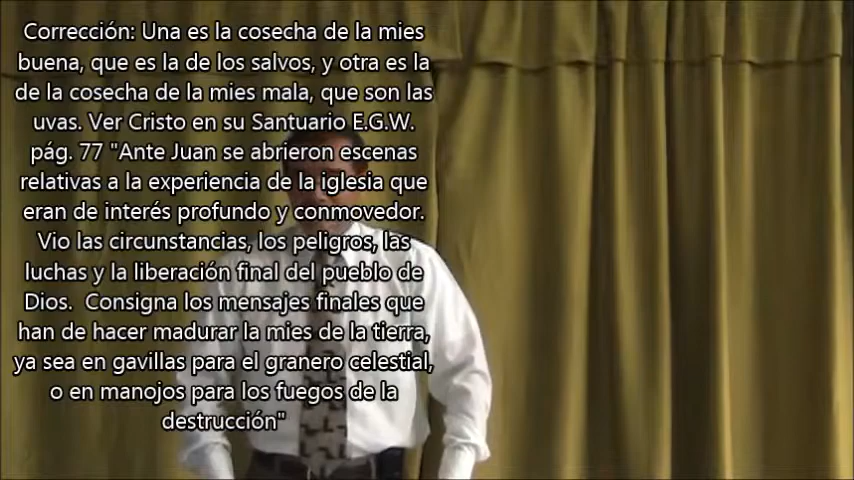 Corrección: Una es la cosecha de la mies
buena, que es la de los salvos, y otra es la
de la cosecha de la mies mala, que son las
uvas. Ver Cristo en su Santuario E.G.W.
pág. 77 "Ante Juan se abrieron escenas
relativas a la experiencia de la iglesia que
eran de interés profundo y conmovedor.
Vio las circunstancias, los peligros, las
luchas y la liberación final del pueblo de
Dios. Consigna los mensajes finales que
han de hacer madurar la mies de la tierra,
ya sea en gavillas para el granero celestial,
o en manojos para los fuegos de la
destrucción"